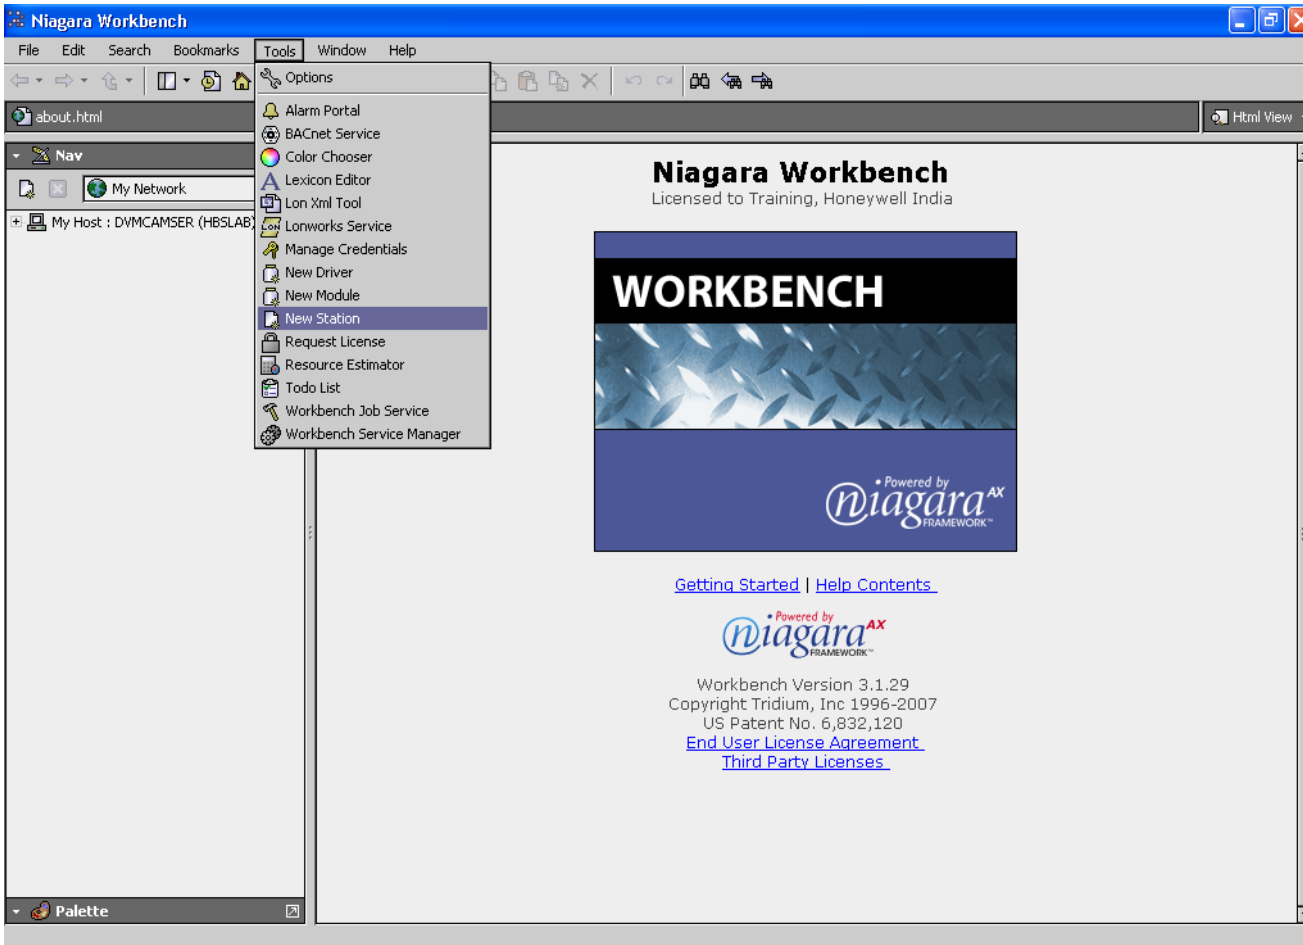 Niagara Workbench
File Edit Search Bookmarks Tools Window Help
about.html
Html View
Options
Alarm Portal
BACnet Service
Color Chooser
Lexicon Editor
Lon Xml Tool
Lonworks Service
Manage Credentials
New Driver
New Module
New Station
Request License
Resource Estimator
Todo List
Workbench Job Service
Workbench Service Manager
Nav
My Network
My Host : DVMCAMSER (HBSLAB)
Palette
Niagara Workbench
Licensed to Training, Honeywell India
WORKBENCH
Powered by
niagara AX
FRAMEWORK™
Getting Started | Help Contents
Powered by
niagara AX
FRAMEWORK™
Workbench Version 3.1.29
Copyright Tridium, Inc 1996-2007
US Patent No. 6,832,120
End User License Agreement
Third Party Licenses